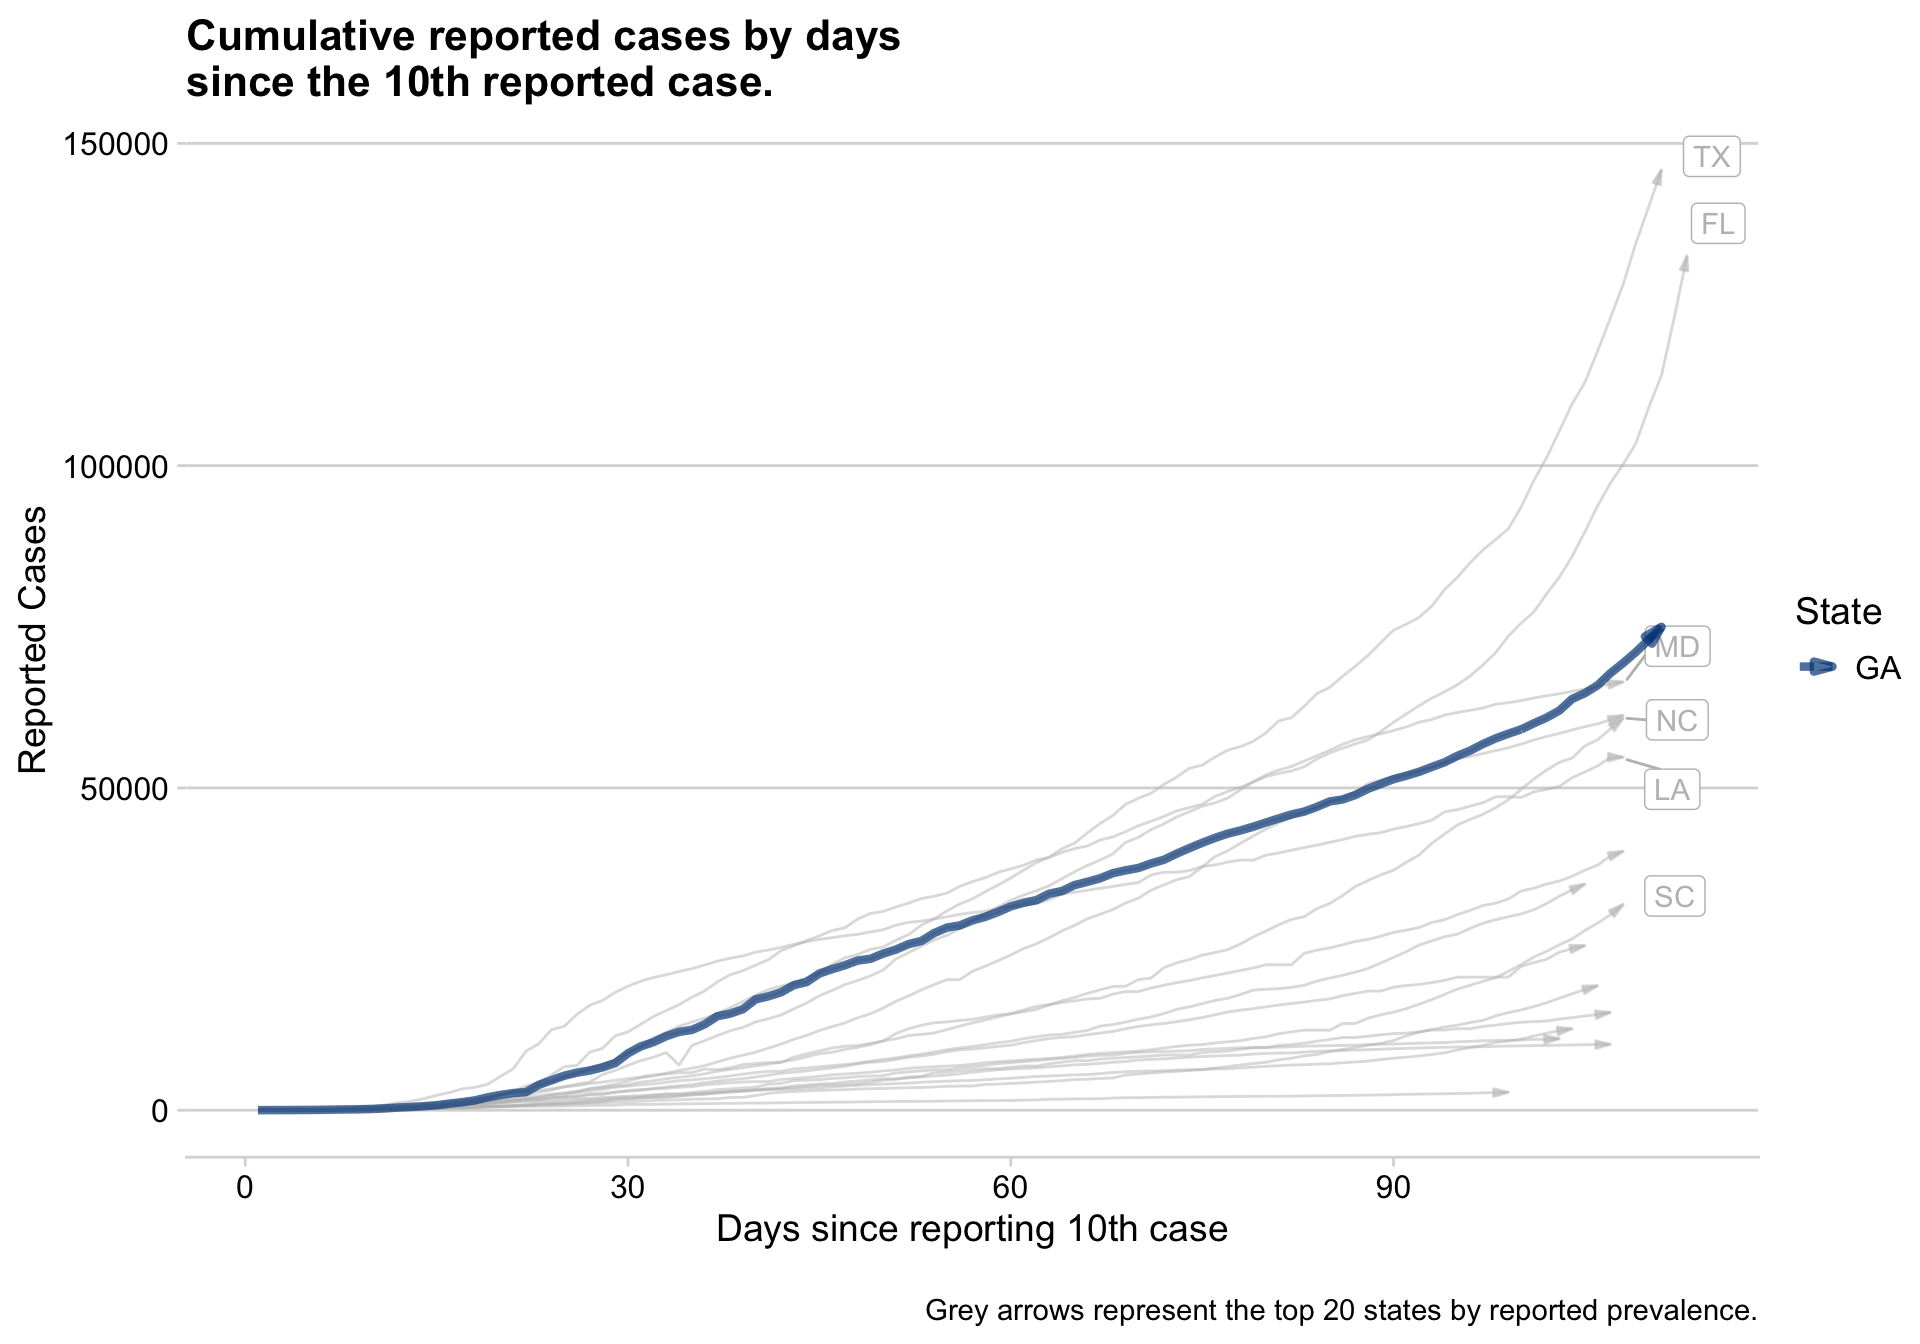 Cumulative reported cases by days
since the 10th reported case.
150000
100000
50000
0
Reported Cases
TX
FL
MD
NC
LA
SC
State
GA
0
30
60
90
Days since reporting 10th case
Grey arrows represent the top 20 states by reported prevalence.